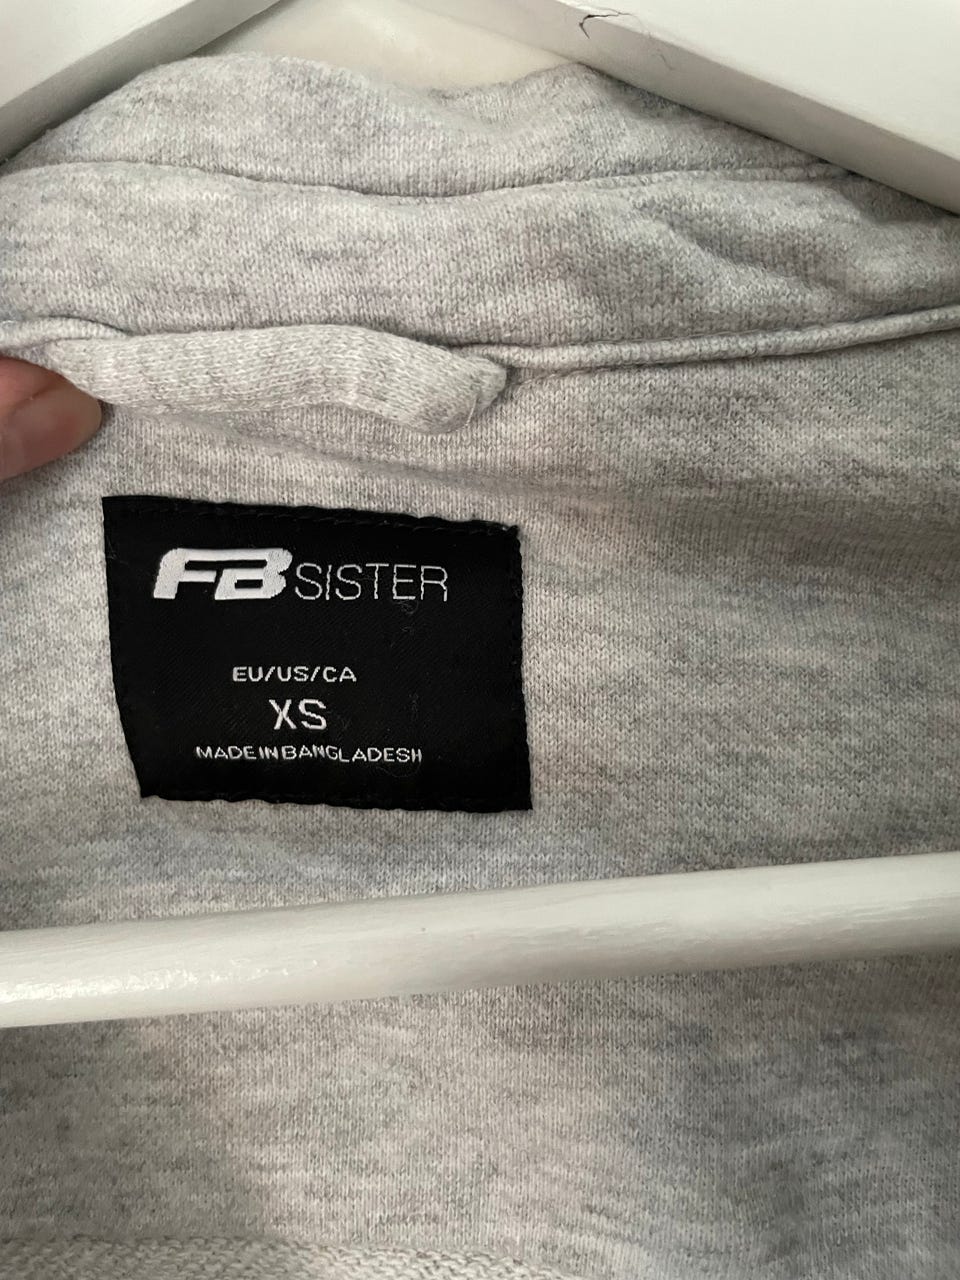 FB SISTER
EU/US/CA
XS
MADE IN BANGLADESH